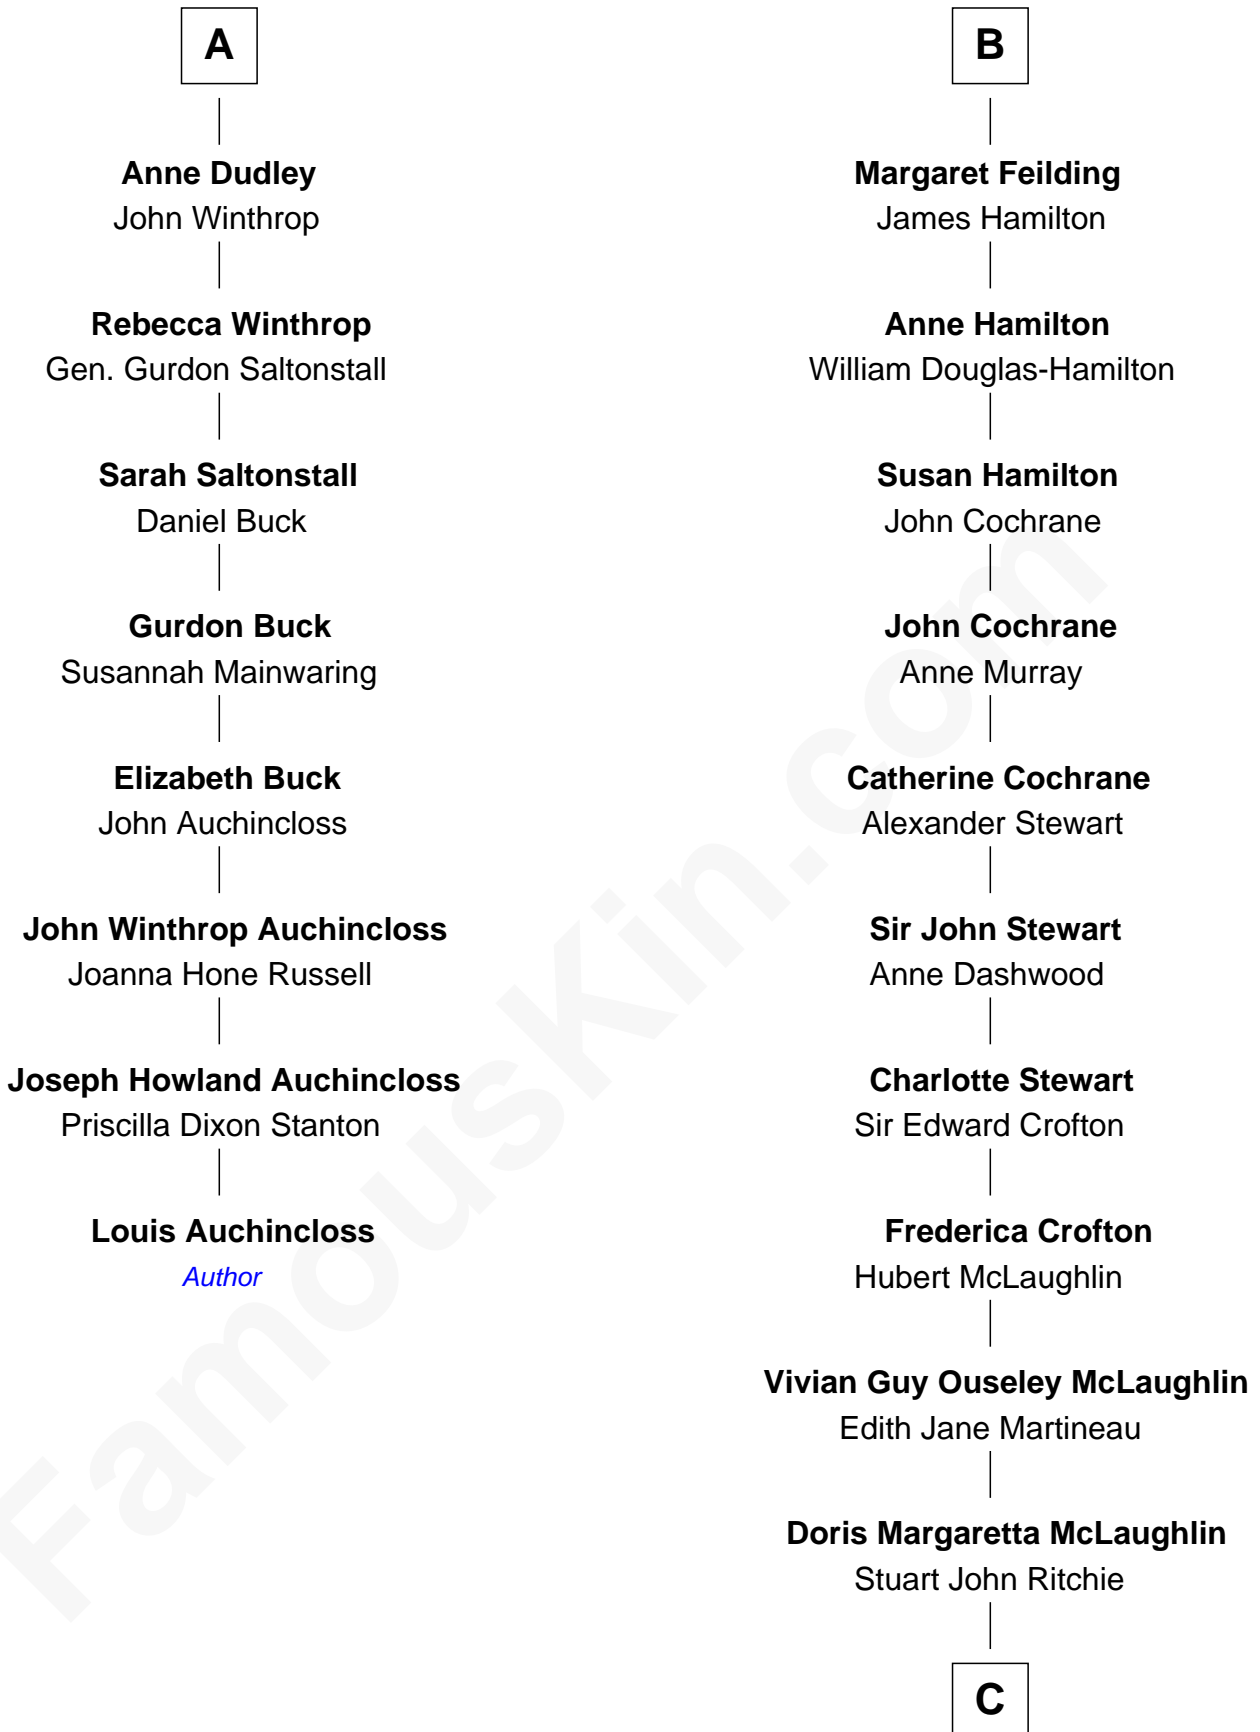 A
Anne Dudley
John Winthrop
Rebecca Winthrop
Gen. Gurdon Saltonstall
Sarah Saltonstall
Daniel Buck
Gurdon Buck
Susannah Mainwaring
Elizabeth Buck
John Auchincloss
John Winthrop Auchincloss
Joanna Hone Russell
Joseph Howland Auchincloss
Priscilla Dixon Stanton
Louis Auchincloss
Author
B
Margaret Feilding
James Hamilton
Anne Hamilton
William Douglas-Hamilton
Susan Hamilton
John Cochrane
John Cochrane
Anne Murray
Catherine Cochrane
Alexander Stewart
Sir John Stewart
Anne Dashwood
Charlotte Stewart
Sir Edward Crofton
Frederica Crofton
Hubert McLaughlin
Vivian Guy Ouseley McLaughlin
Edith Jane Martineau
Doris Margaretta McLaughlin
Stuart John Ritchie
C
FamousKin.com